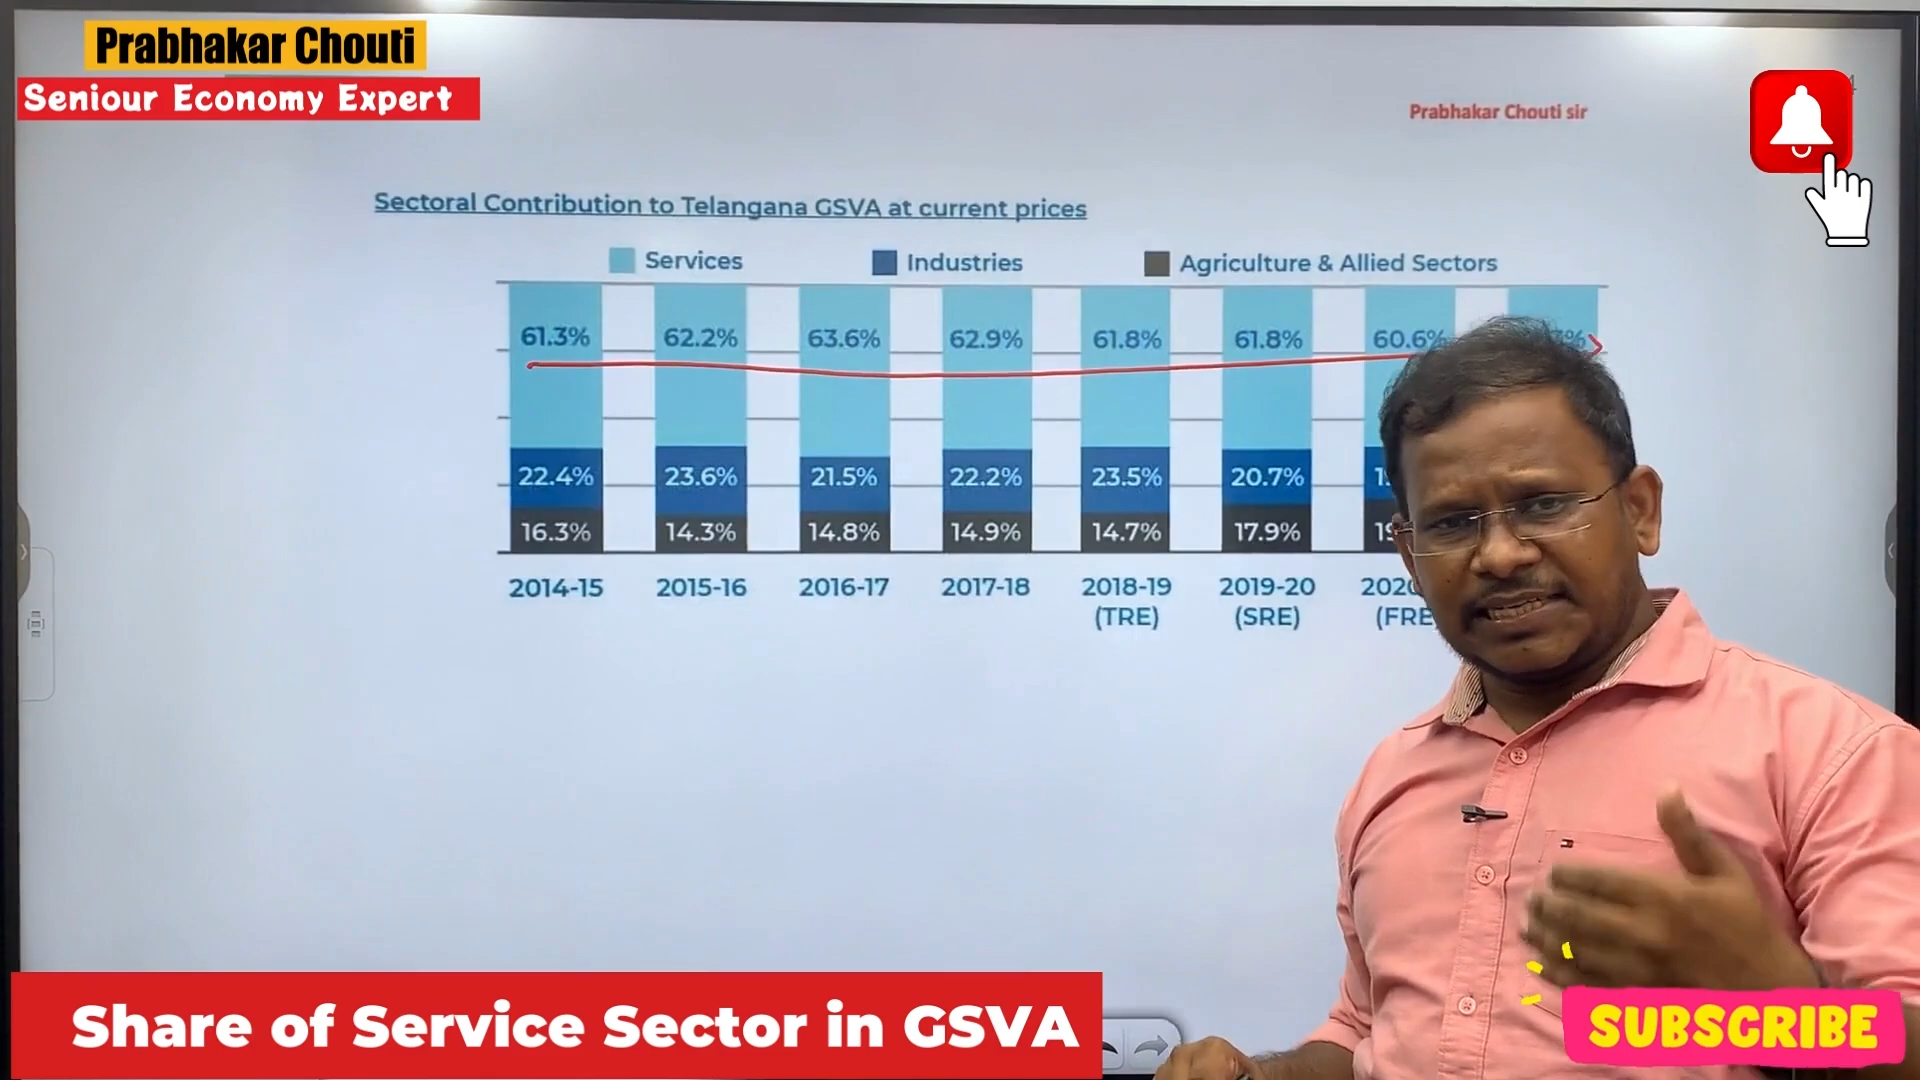 Prabhakar Chouti
Seniour Economy Expert
Prabhakar Chouti sir
Sectoral Contribution to Telangana GSVA at current prices
Services Industries Agriculture & Allied Sectors
61.3% 62.2% 63.6% 62.9% 61.8% 61.8% 60.6%
22.4% 23.6% 21.5% 22.2% 23.5% 20.7%
16.3% 14.3% 14.8% 14.9% 14.7% 17.9%
2014-15 2015-16 2016-17 2017-18 2018-19 2019-20
(TRE) (SRE) (FRE
Share of Service Sector in GSVA
SUBSCRIBE